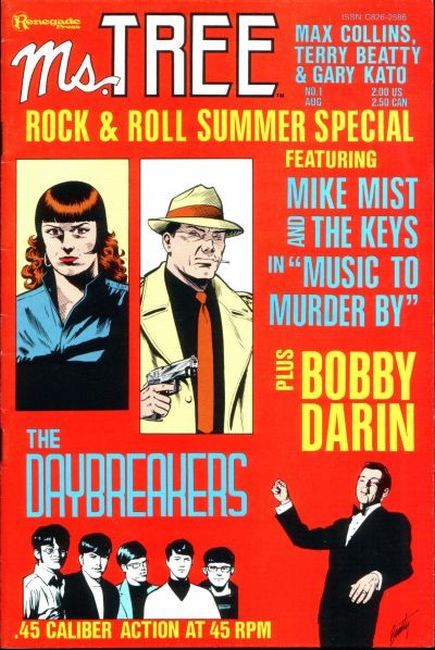 Renegade
Press
ISSN C826-2586
Ms. TREE™
MAX COLLINS,
TERRY BEATTY
& GARY KATO
NO.1 2.00 US
AUG 2.50 CAN
ROCK & ROLL SUMMER SPECIAL
FEATURING
MIKE MIST
AND THE KEYS
IN “MUSIC TO
MURDER BY”
PLUS BOBBY
DARIN
THE
DAYBREAKERS
.45 CALIBER ACTION AT 45 RPM